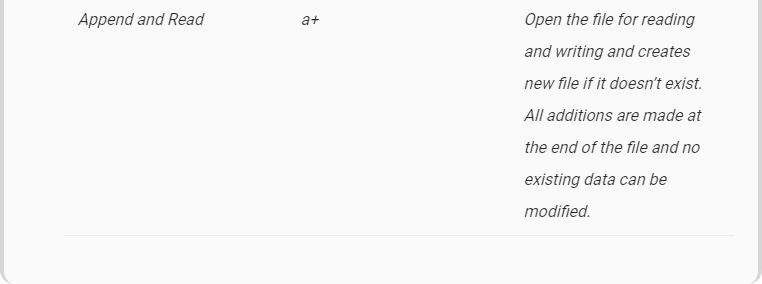 Append and Read a+ Open the file for reading
and writing and creates
new file if it doesn't exist.
All additions are made at
the end of the file and no
existing data can be
modified.